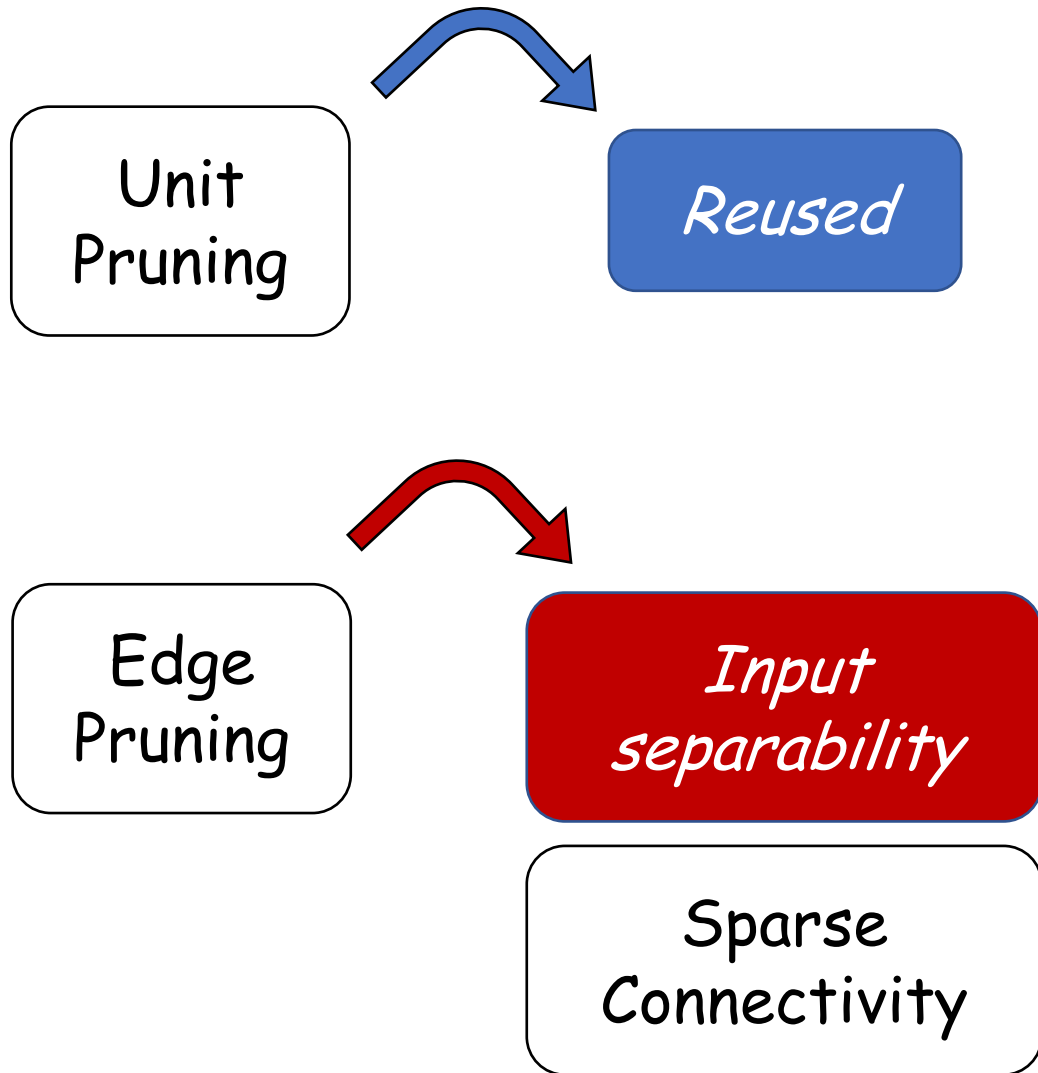 Unit
Pruning
Reused
Edge
Pruning
Input
separability
Sparse
Connectivity